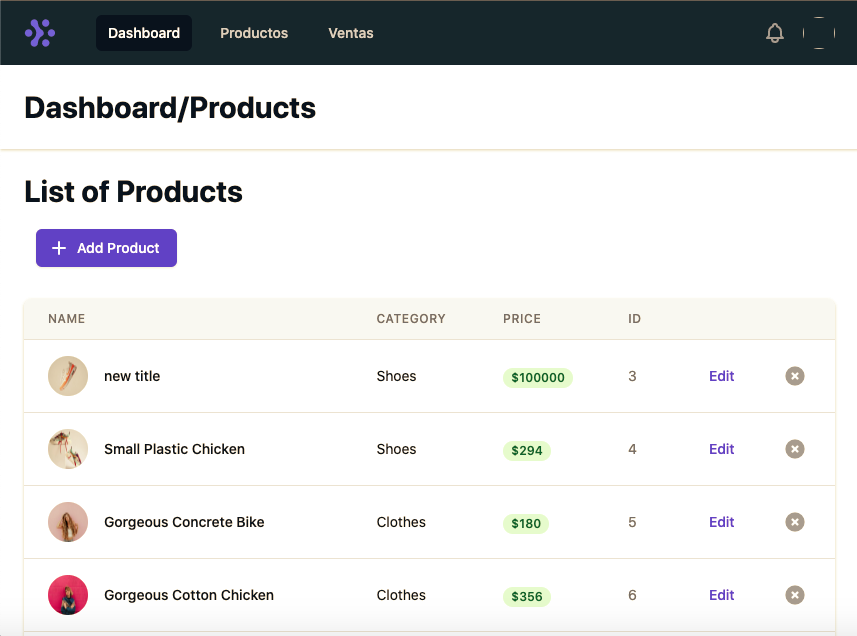 Dashboard Productos Ventas
Dashboard/Products
List of Products
Add Product
NAME CATEGORY PRICE ID
new title Shoes $100000 3 Edit
Small Plastic Chicken Shoes $294 4 Edit
Gorgeous Concrete Bike Clothes $180 5 Edit
Gorgeous Cotton Chicken Clothes $356 6 Edit